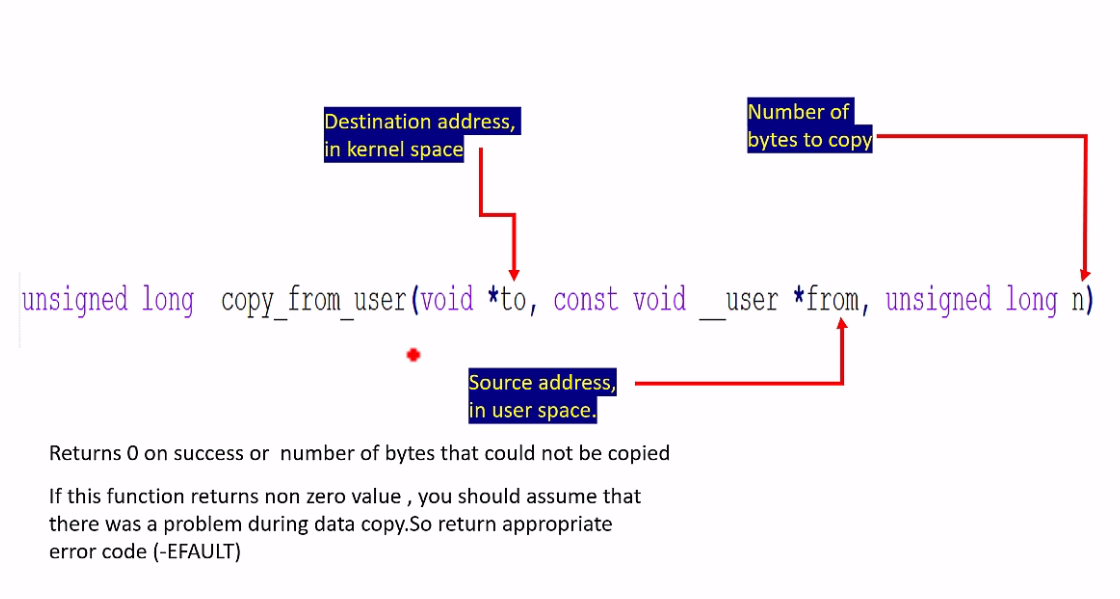 Destination address,
in kernel space
Number of
bytes to copy
unsigned long copy_from_user(void *to, const void __user *from, unsigned long n)
Source address,
in user space.
Returns 0 on success or number of bytes that could not be copied
If this function returns non zero value , you should assume that
there was a problem during data copy.So return appropriate
error code (-EFAULT)